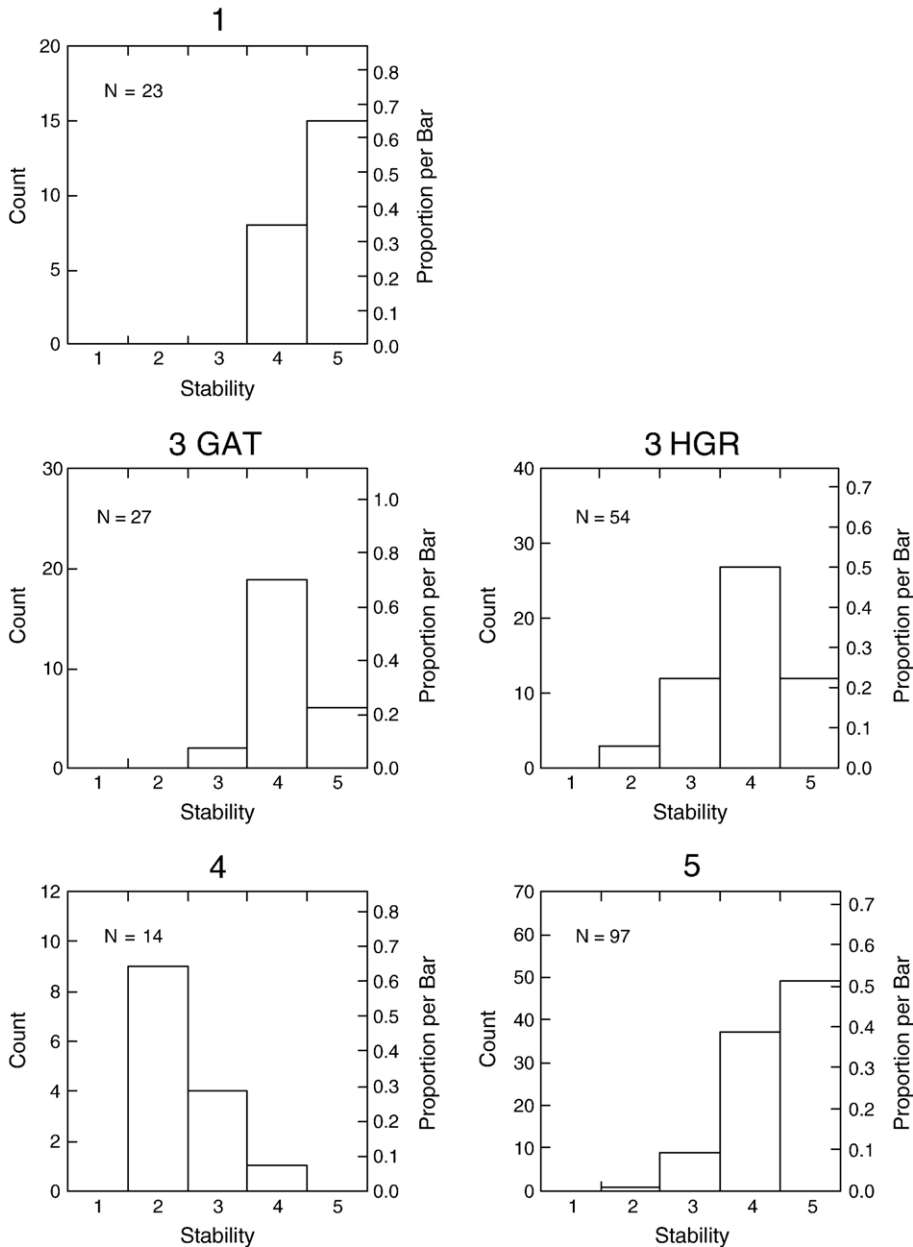 1
20
15
10
5
0
Count
N = 23
0.8
0.7
0.6
0.5
0.4
0.3
0.2
0.1
0.0
Proportion per Bar
1 2 3 4 5
Stability
3 GAT
30
20
10
0
Count
N = 27
1.0
0.8
0.6
0.4
0.2
0.0
Proportion per Bar
1 2 3 4 5
Stability
3 HGR
40
30
20
10
0
Count
N = 54
0.7
0.6
0.5
0.4
0.3
0.2
0.1
0.0
Proportion per Bar
1 2 3 4 5
Stability
4
12
10
8
6
4
2
0
Count
N = 14
0.8
0.7
0.6
0.5
0.4
0.3
0.2
0.1
0.0
Proportion per Bar
1 2 3 4 5
Stability
5
70
60
50
40
30
20
10
0
Count
N = 97
0.7
0.6
0.5
0.4
0.3
0.2
0.1
0.0
Proportion per Bar
1 2 3 4 5
Stability